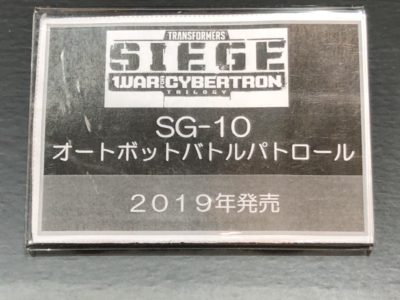 TRANSFORMERS
SIEGE
WAR FOR CYBERTRON
TRILOGY
SG-10
オートボットバトルパトロール
2019年発売